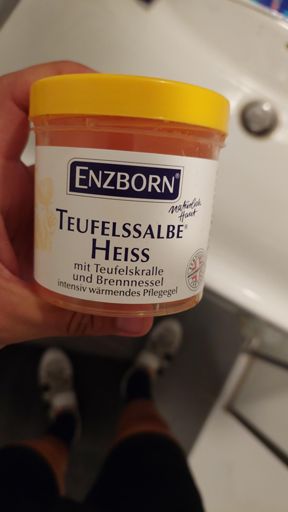 ENZBORN®
natürlich
Haut
TEUFELSSALBE®
HEISS
mit Teufelskralle
und Brennnessel
intensiv wärmendes Pflegegel